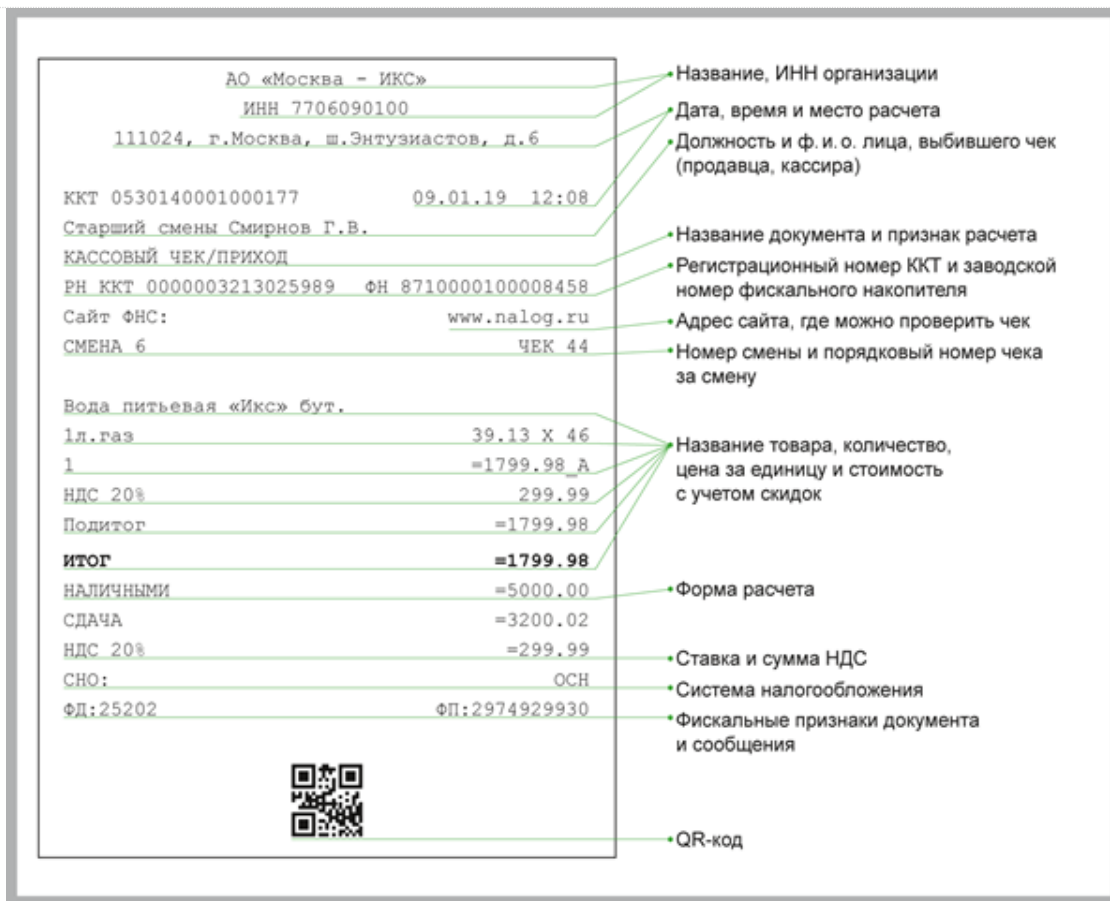 АО «Москва - ИКС»
ИНН 7706090100
111024, г.Москва, ш.Энтузиастов, д.6
ККТ 0530140001000177 09.01.19 12:08
Старший смены Смирнов Г.В.
КАССОВЫЙ ЧЕК/ПРИХОД
РН ККТ 0000003213025989 ФН 8710000100008458
Сайт ФНС: www.nalog.ru
СМЕНА 6 ЧЕК 44
Вода питьевая «Икс» бут.
1л.газ 39.13 X 46
1 =1799.98_А
НДС 20% 299.99
Подитог =1799.98
ИТОГ =1799.98
НАЛИЧНЫМИ =5000.00
СДАЧА =3200.02
НДС 20% =299.99
СНО: ОСН
ФД:25202 ФП:2974929930
Название, ИНН организации
Дата, время и место расчета
Должность и ф. и. о. лица, выбившего чек
(продавца, кассира)
Название документа и признак расчета
Регистрационный номер ККТ и заводской
номер фискального накопителя
Адрес сайта, где можно проверить чек
Номер смены и порядковый номер чека
за смену
Название товара, количество,
цена за единицу и стоимость
с учетом скидок
Форма расчета
Ставка и сумма НДС
Система налогообложения
Фискальные признаки документа
и сообщения
QR-код